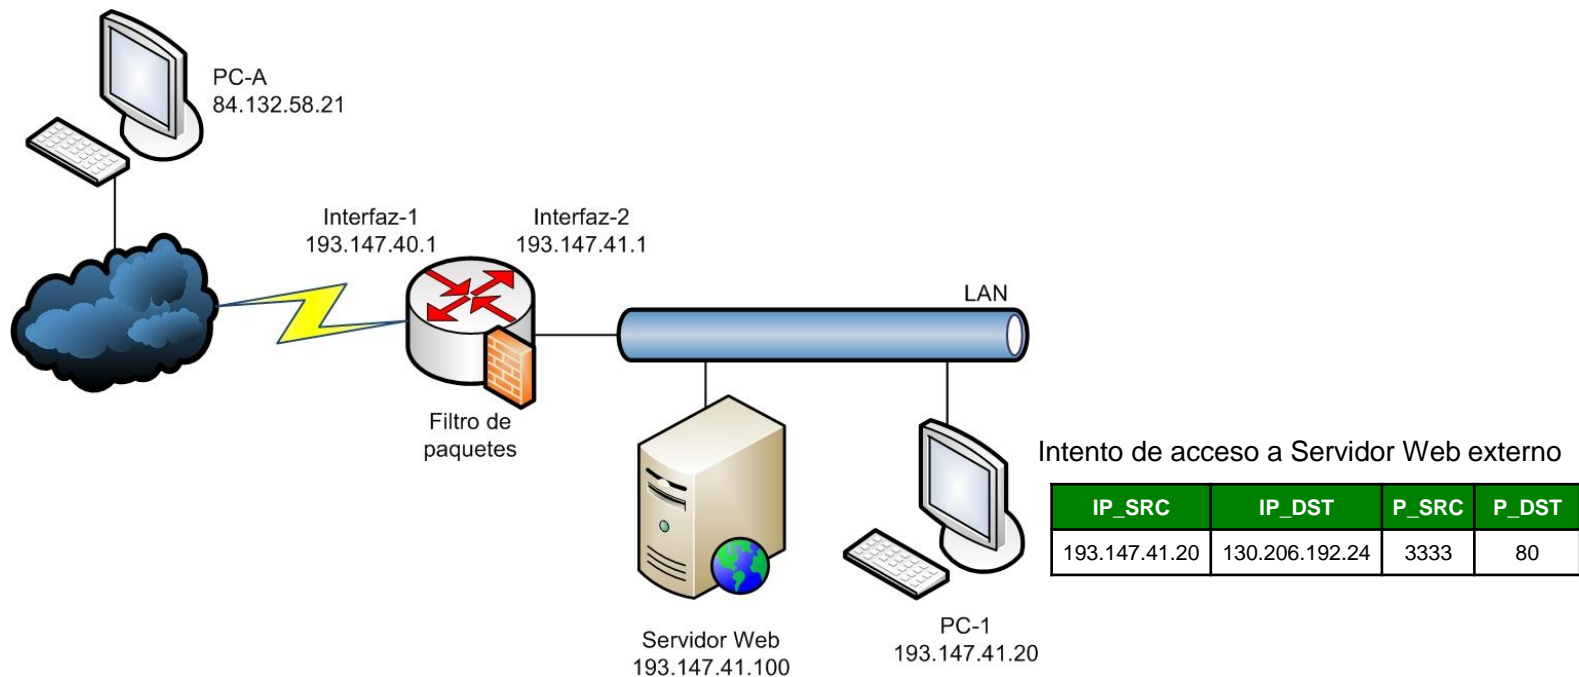 PC-A
84.132.58.21
Interfaz-1
193.147.40.1
Interfaz-2
193.147.41.1
LAN
Filtro de
paquetes
Intento de acceso a Servidor Web externo
IP_SRC IP_DST P_SRC P_DST
193.147.41.20 130.206.192.24 3333 80
Servidor Web
193.147.41.100
PC-1
193.147.41.20